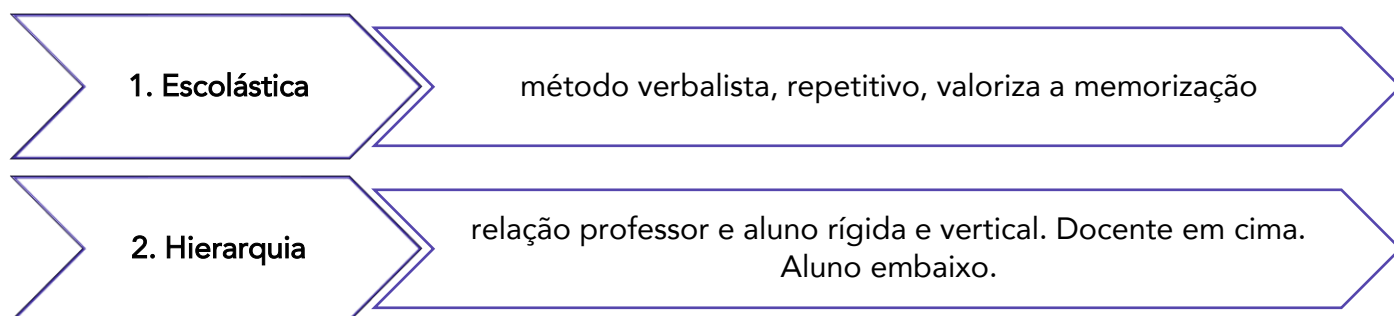 1. Escolástica
método verbalista, repetitivo, valoriza a memorização
2. Hierarquia
relação professor e aluno rígida e vertical. Docente em cima.
Aluno embaixo.